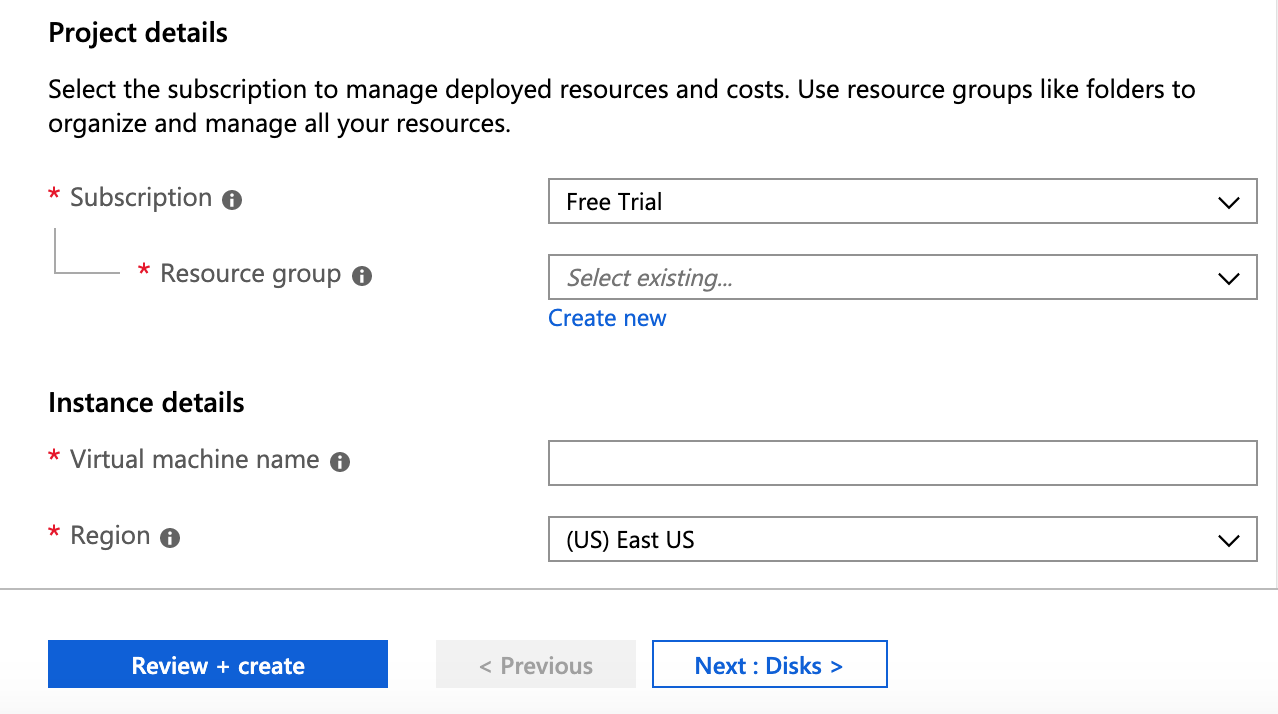 Project details
Select the subscription to manage deployed resources and costs. Use resource groups like folders to
organize and manage all your resources.
* Subscription
Free Trial
* Resource group
Select existing...
Create new
Instance details
* Virtual machine name
* Region
(US) East US
Review + create
< Previous
Next : Disks >